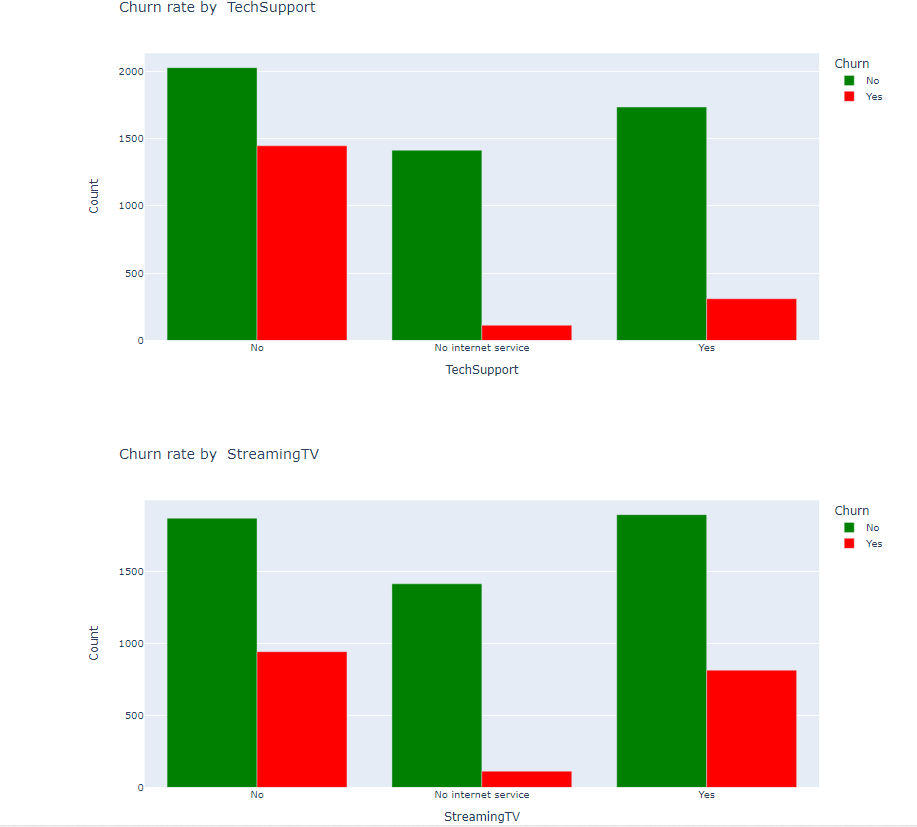 Churn rate by  TechSupport
Churn
No
Yes
2000
1500
1000
500
0
Count
No
No internet service
Yes
TechSupport
Churn rate by  StreamingTV
Churn
No
Yes
1500
1000
500
0
Count
No
No internet service
Yes
StreamingTV